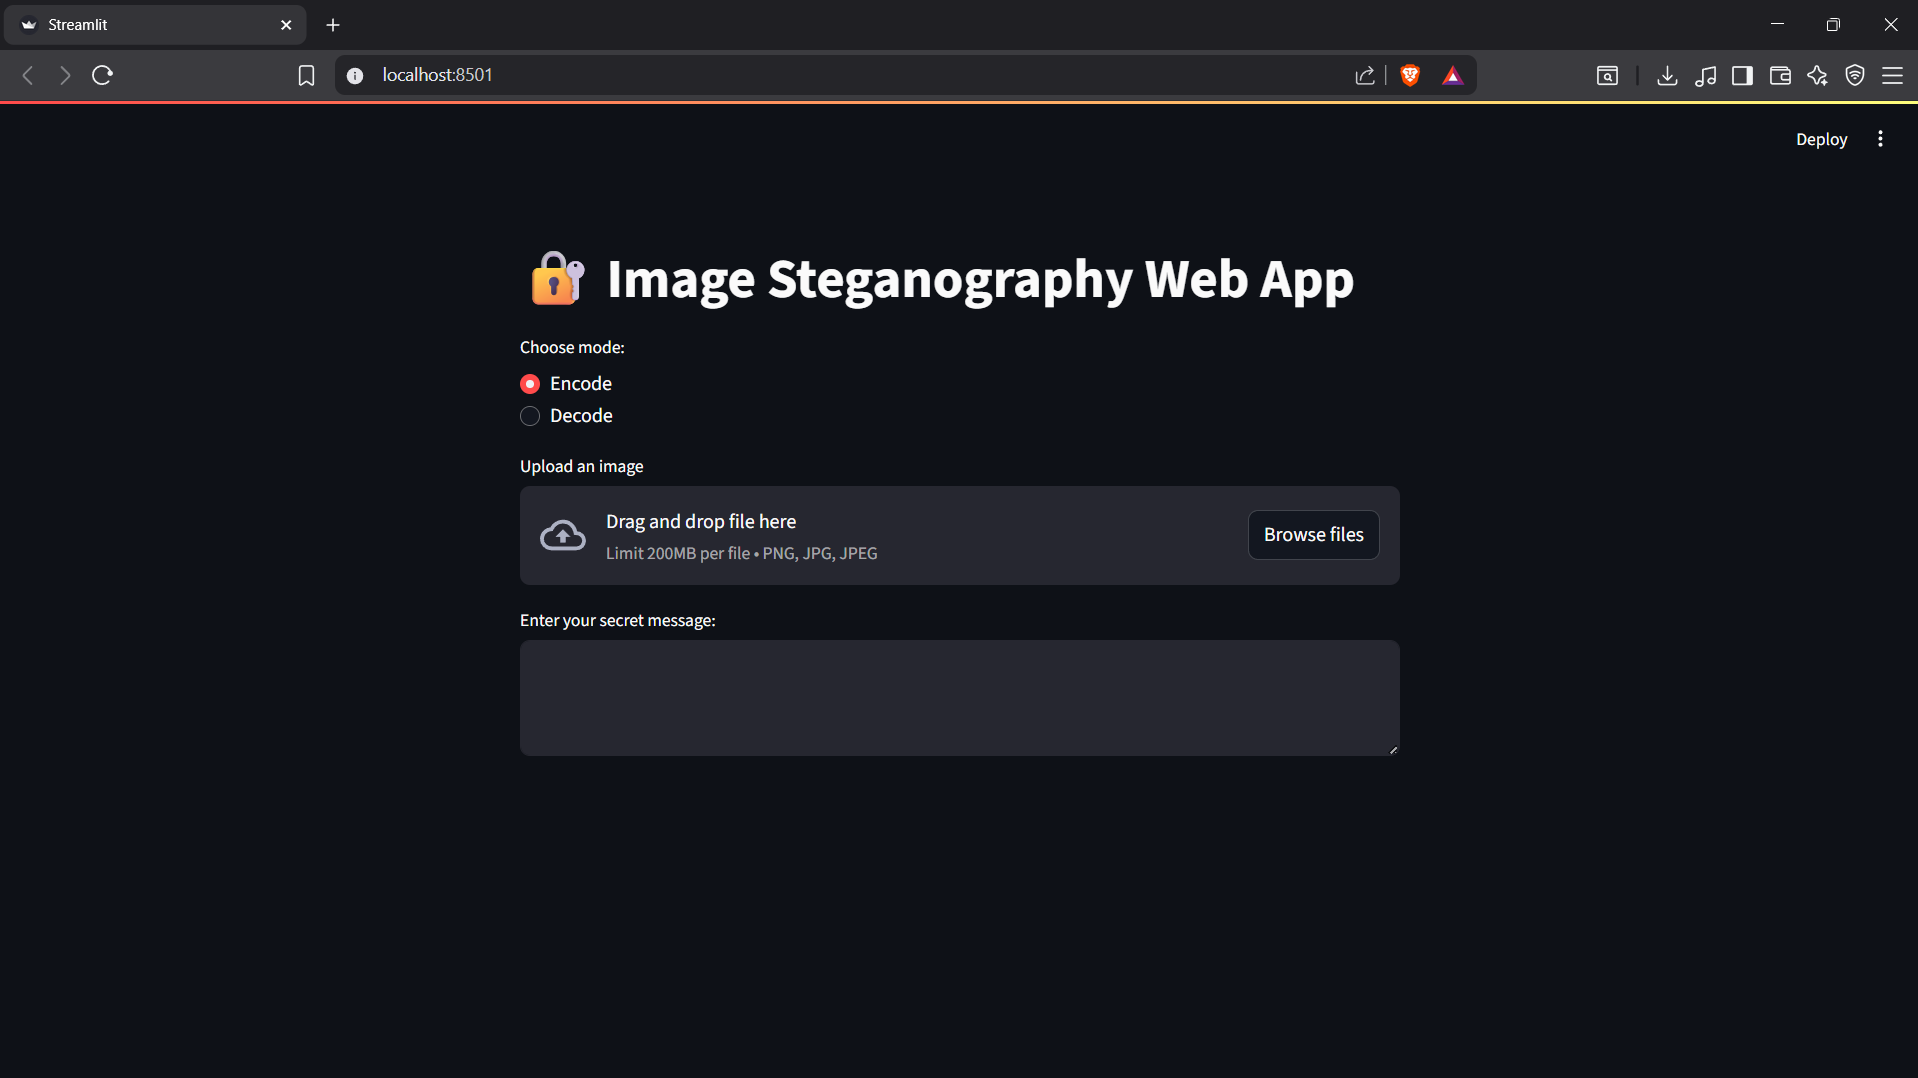 Streamlit
localhost:8501
Deploy
Image Steganography Web App
Choose mode:
Encode
Decode
Upload an image
Drag and drop file here
Limit 200MB per file • PNG, JPG, JPEG
Browse files
Enter your secret message: